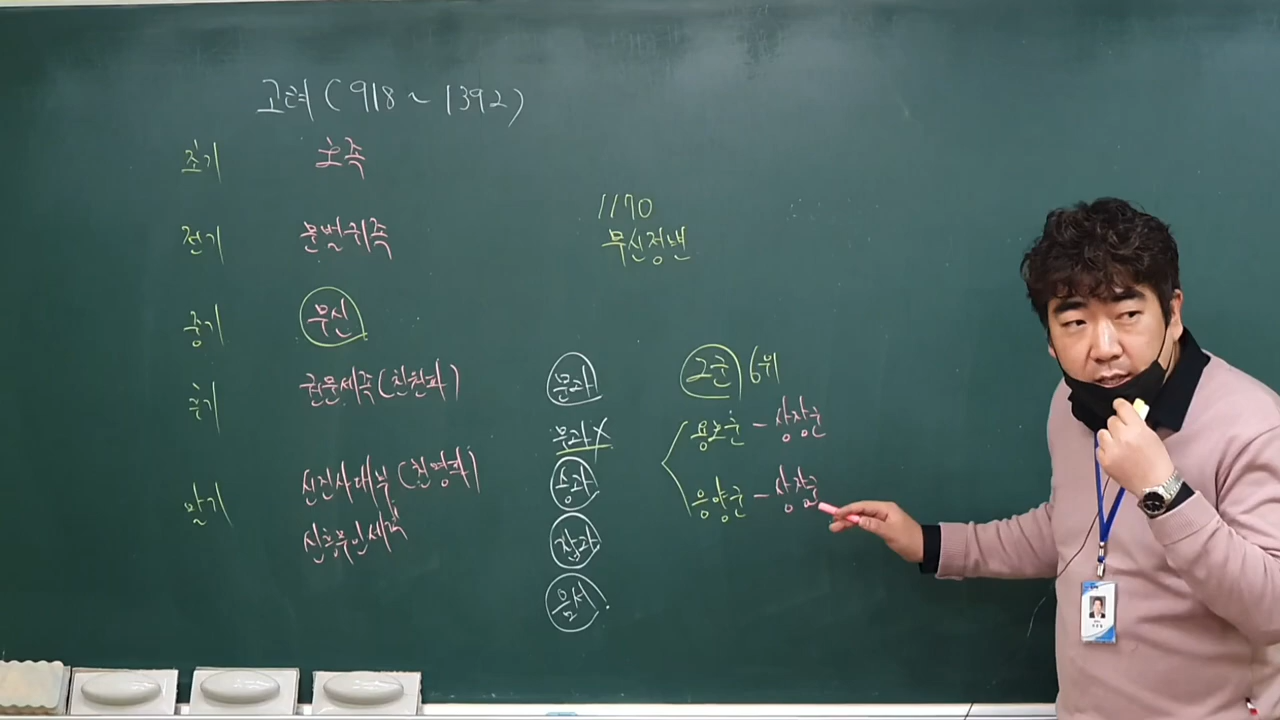 고려 (918 ~ 1392)
초기 호족
전기 문벌귀족
중기 무신
후기 권문세족 (친원파)
말기 신진사대부 (친명파)
신흥무인세력
1170
무신정변
문과
무과 X
승과
잡과
음서
2군 6위
용호군 - 상장군
응양군 - 상장군